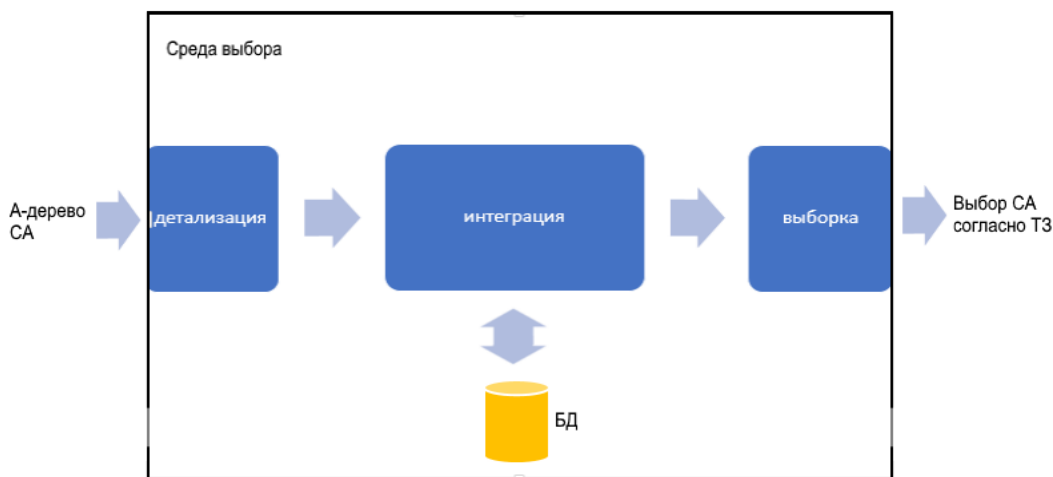 Среда выбора
А-дерево
СА
детализация
интеграция
выборка
Выбор СА
согласно ТЗ
БД